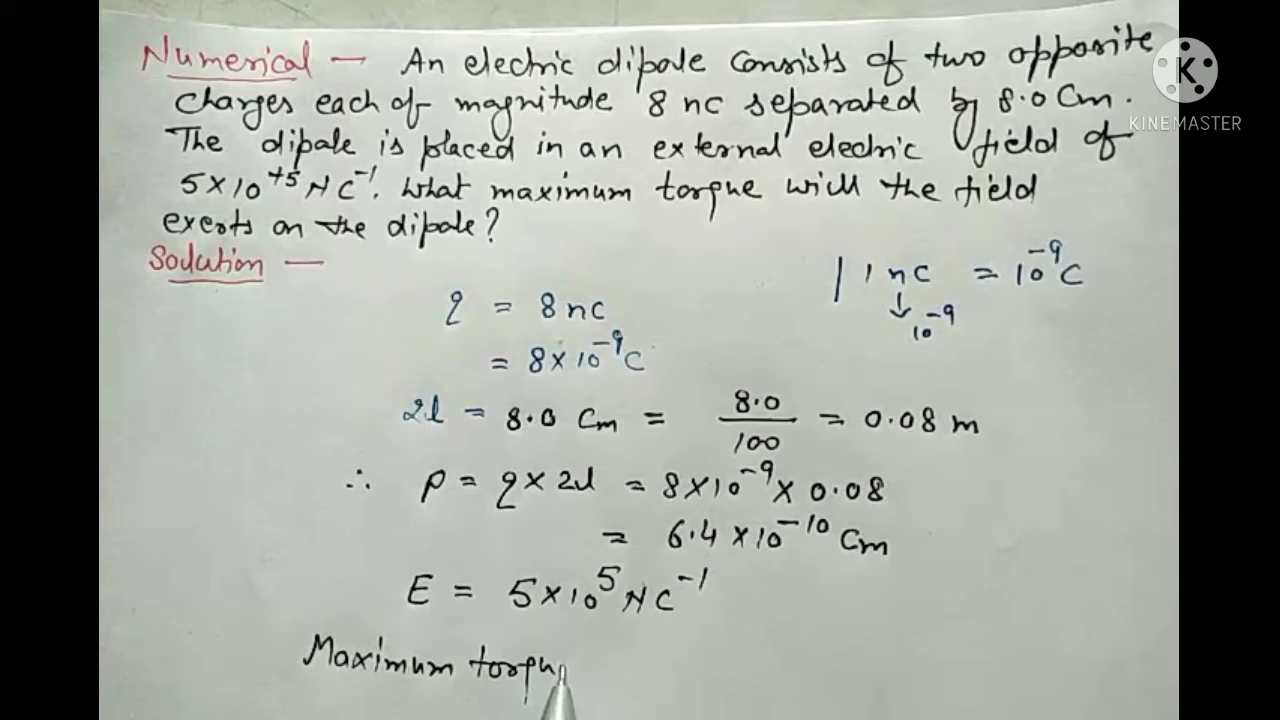 Numerical — An electric dipole consists of two opposite
charges each of magnitude 8 nc separated by 8.0 Cm.
The dipole is placed in an external electric field of
5×10⁺⁵ N C⁻¹. What maximum torque will the field
exerts on the dipole?
Solution —
| 1 nc = 10⁻⁹ C
↓
10⁻⁹
q = 8 nc
= 8×10⁻⁹ C
2l = 8.0 Cm = 8.0/100 = 0.08 m
∴ p = q × 2l = 8×10⁻⁹ × 0.08
= 6.4 × 10⁻¹⁰ Cm
E = 5×10⁵ N C⁻¹
Maximum torqu
K
KINEMASTER